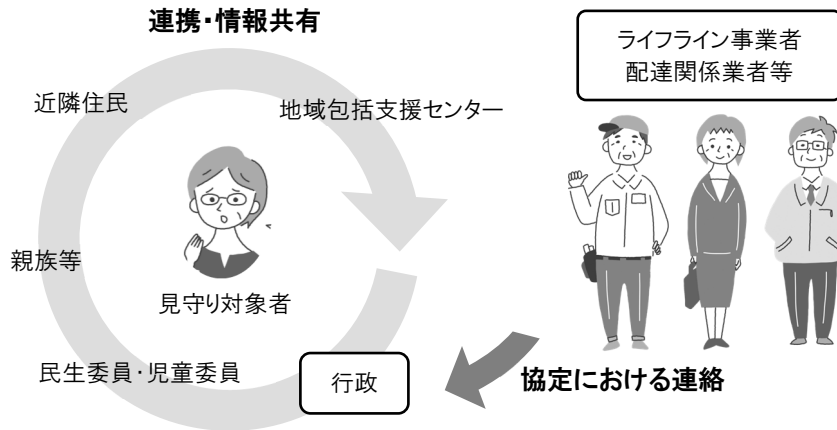 連携・情報共有
ライフライン事業者
配達関係業者等
近隣住民
地域包括支援センター
親族等
見守り対象者
民生委員・児童委員
行政
協定における連絡